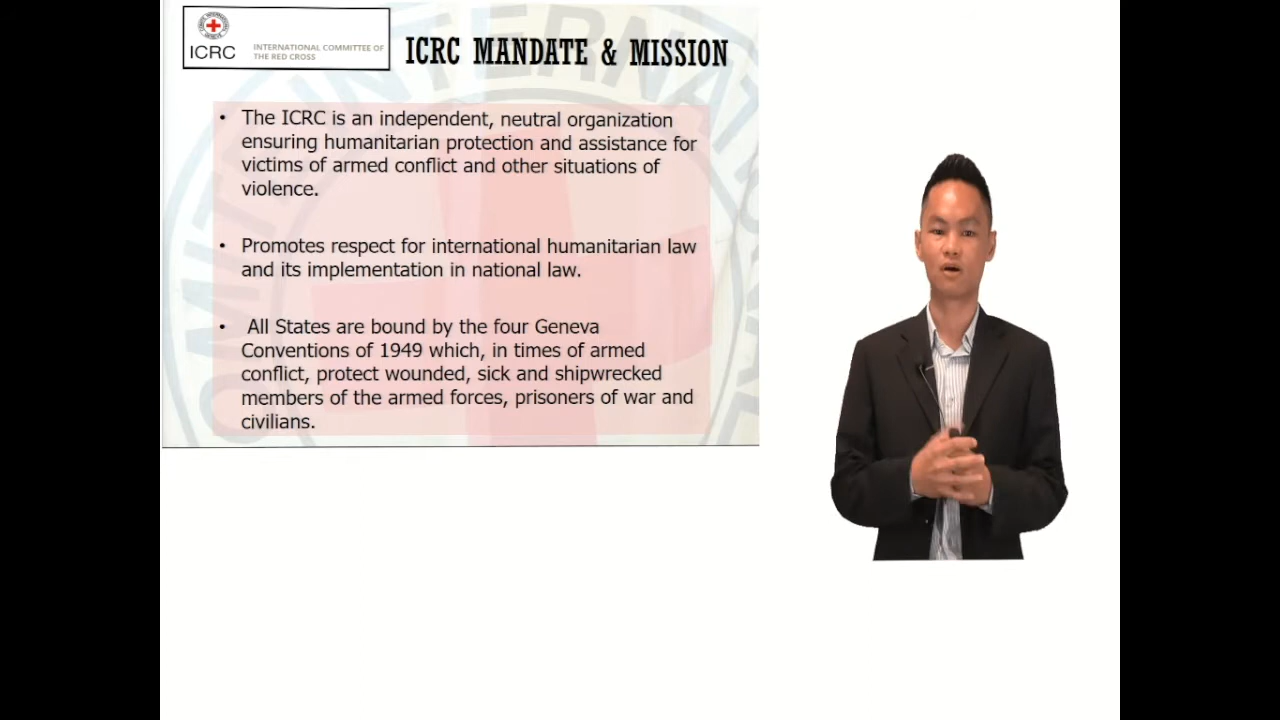 ICRC
INTERNATIONAL COMMITTEE OF
THE RED CROSS
ICRC MANDATE & MISSION
• The ICRC is an independent, neutral organization
ensuring humanitarian protection and assistance for
victims of armed conflict and other situations of
violence.
• Promotes respect for international humanitarian law
and its implementation in national law.
• All States are bound by the four Geneva
Conventions of 1949 which, in times of armed
conflict, protect wounded, sick and shipwrecked
members of the armed forces, prisoners of war and
civilians.